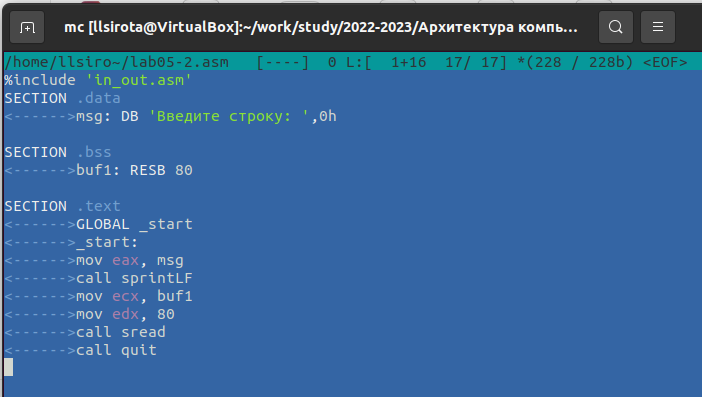 mc [llsirota@VirtualBox]:~/work/study/2022-2023/Архитектура компь…
/home/llsiro~/lab05-2.asm   [----]  0 L:[  1+16  17/ 17] *(228 / 228b) <EOF>
%include 'in_out.asm'
SECTION .data
<------>msg: DB 'Введите строку: ',0h

SECTION .bss
<------>buf1: RESB 80

SECTION .text
<------>GLOBAL _start
<------>_start:
<------>mov eax, msg
<------>call sprintLF
<------>mov ecx, buf1
<------>mov edx, 80
<------>call sread
<------>call quit